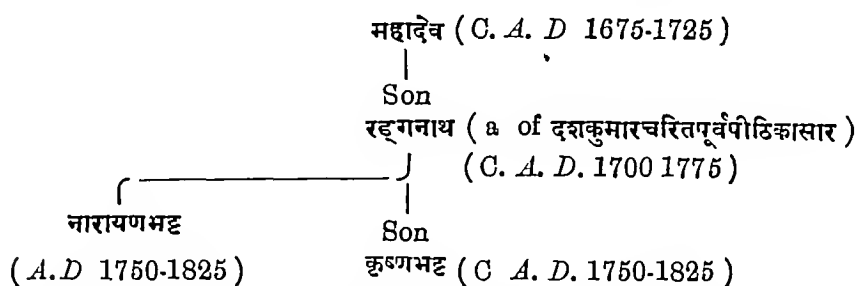 महादेव ( C. A. D 1675-1725 )
Son
रङ्गनाथ ( a of दशकुमारचरितपूर्वपीठिकासार )
( C. A. D. 1700 1775 )
नारायणभट्ट
Son
( A.D 1750-1825 ) कृष्णभट्ट ( C A. D. 1750-1825 )